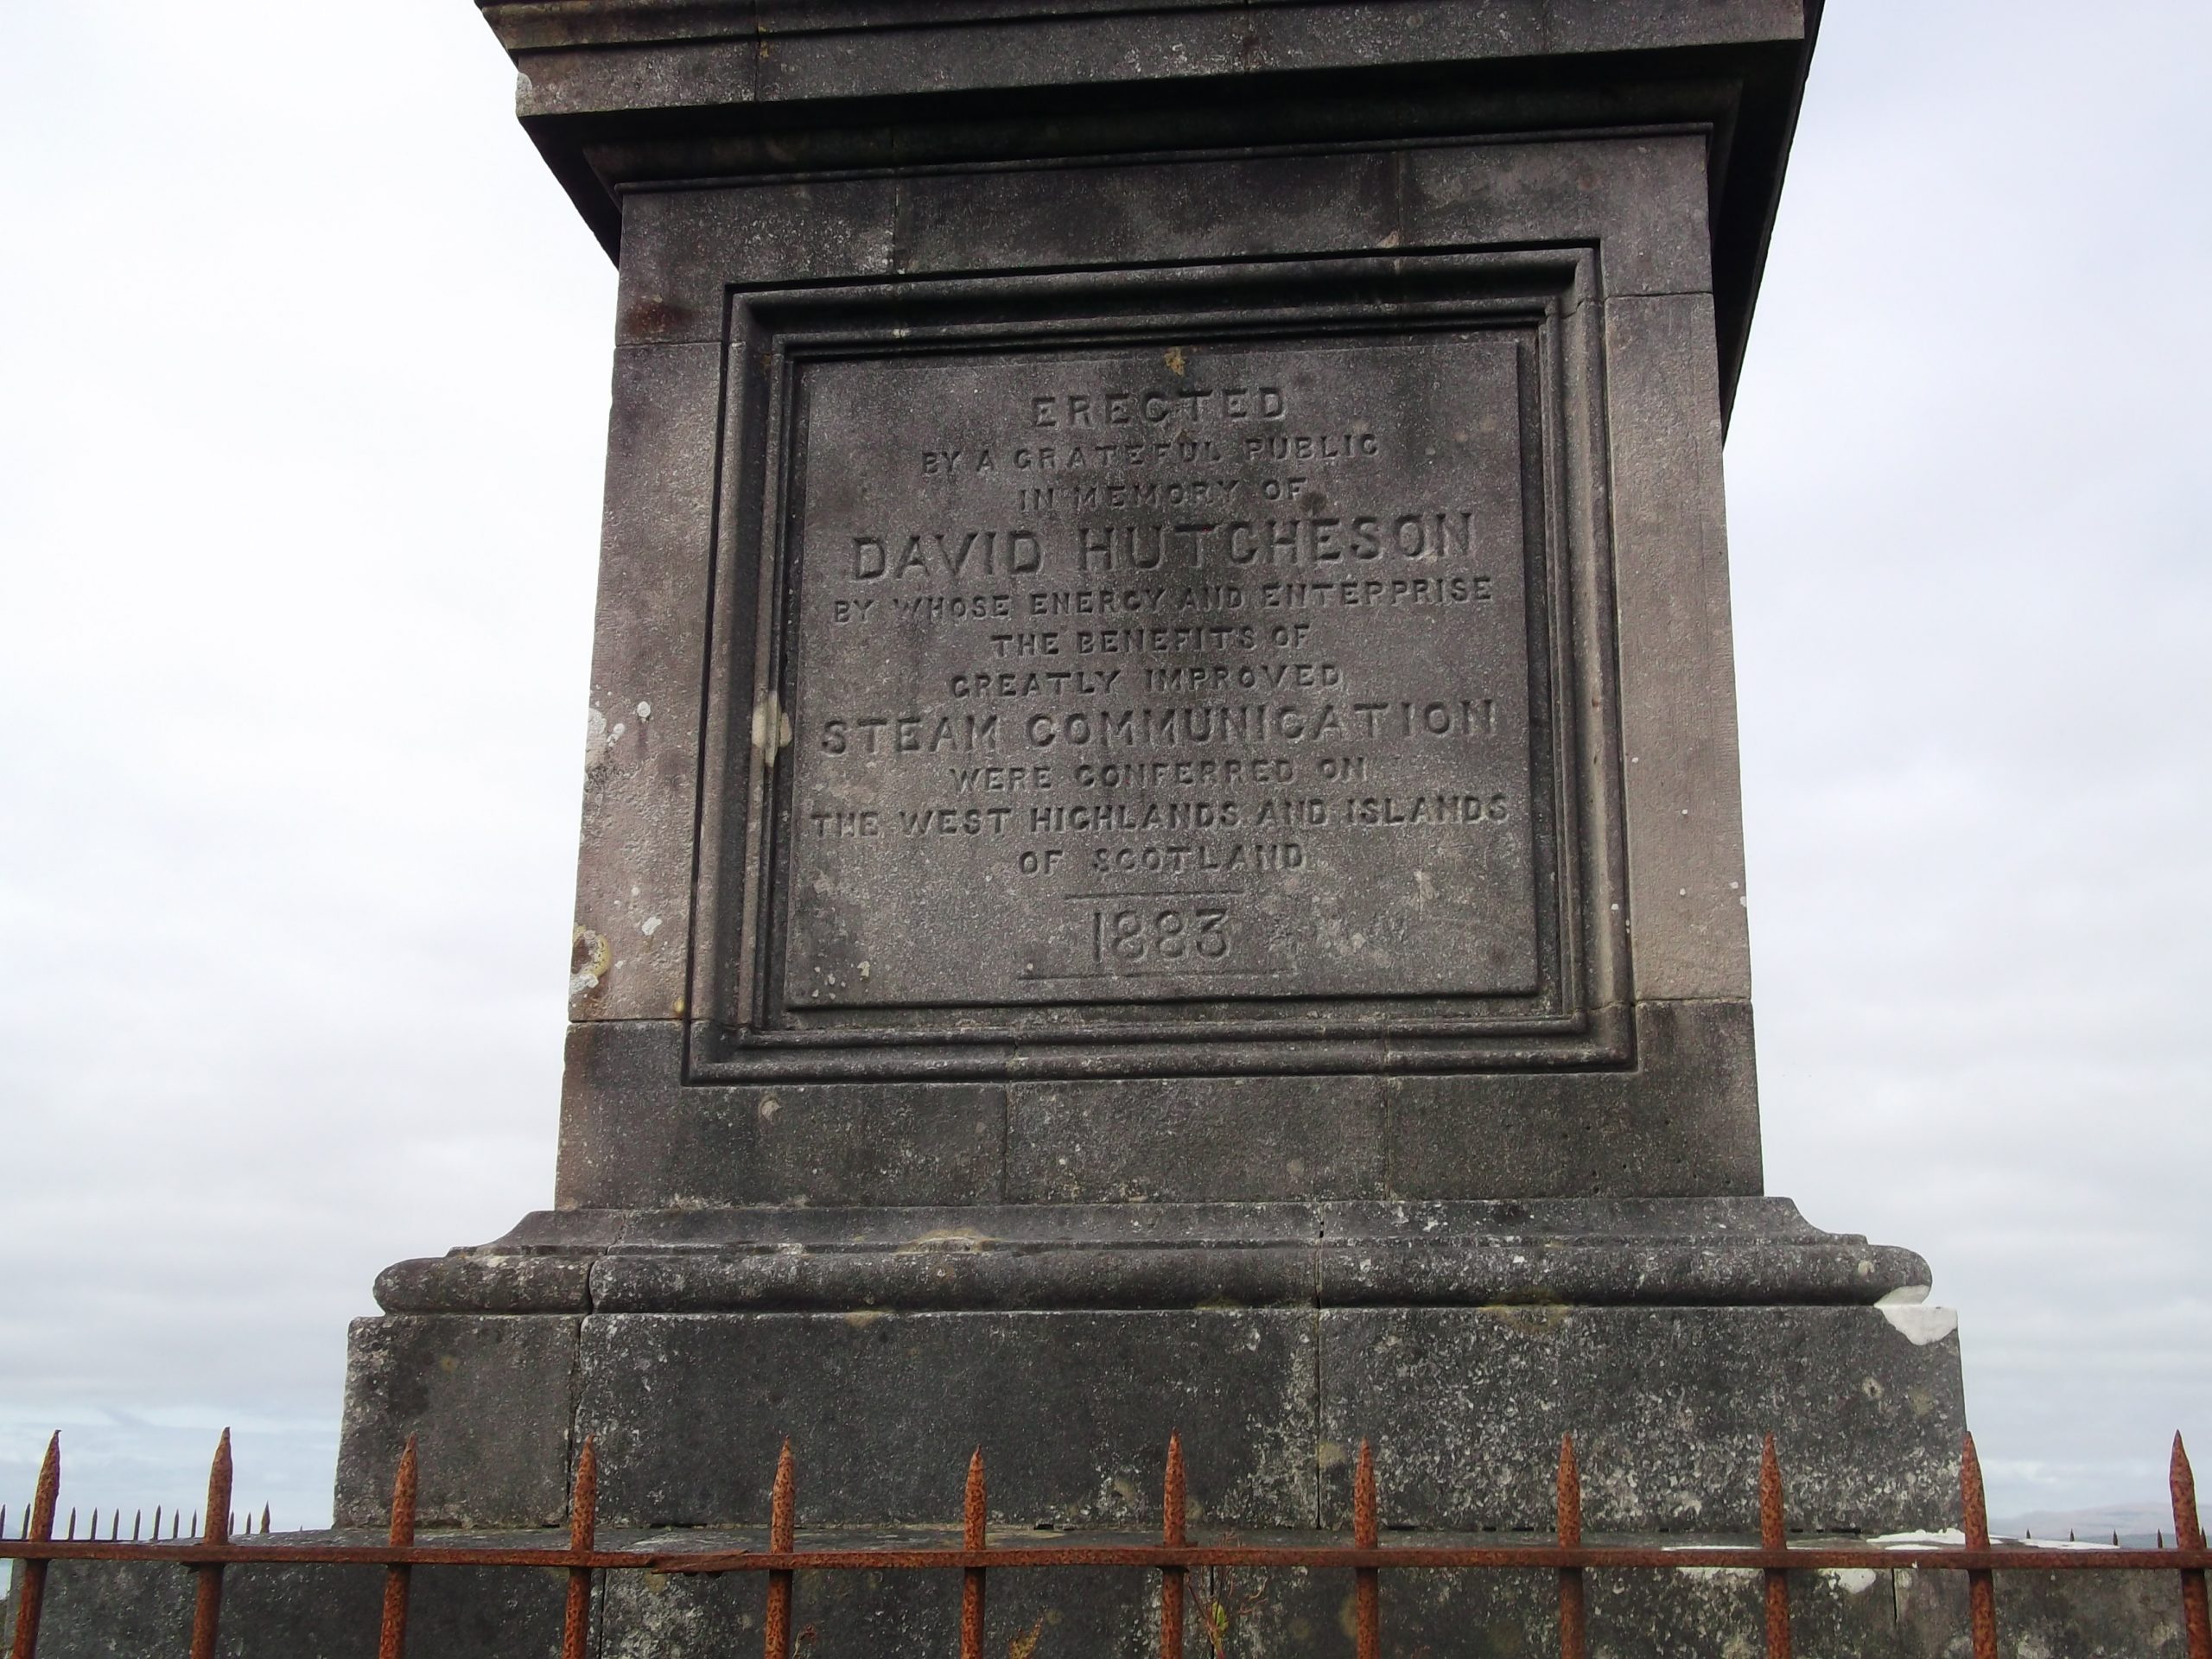 ERECTED
BY A GRATEFUL PUBLIC
IN MEMORY OF
DAVID HUTCHESON
BY WHOSE ENERGY AND ENTERPRISE
THE BENEFITS OF
GREATLY IMPROVED
STEAM COMMUNICATION
WERE CONFERRED ON
THE WEST HIGHLANDS AND ISLANDS
OF SCOTLAND
1883